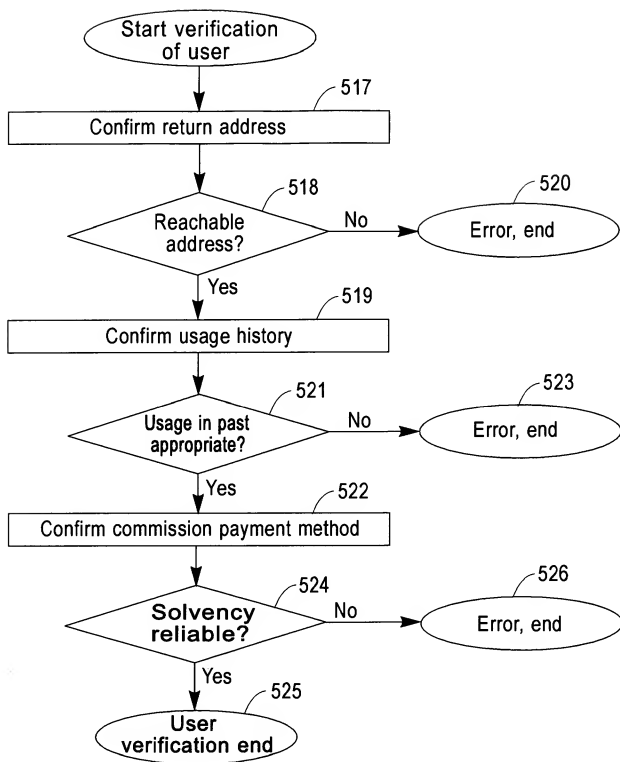 Start verification
of user
517
Confirm return address
518
Reachable
address?
No
520
Error, end
Yes
519
Confirm usage history
521
Usage in past
appropriate?
No
523
Error, end
Yes
522
Confirm commission payment method
524
Solvency
reliable?
No
526
Error, end
Yes
525
User
verification end